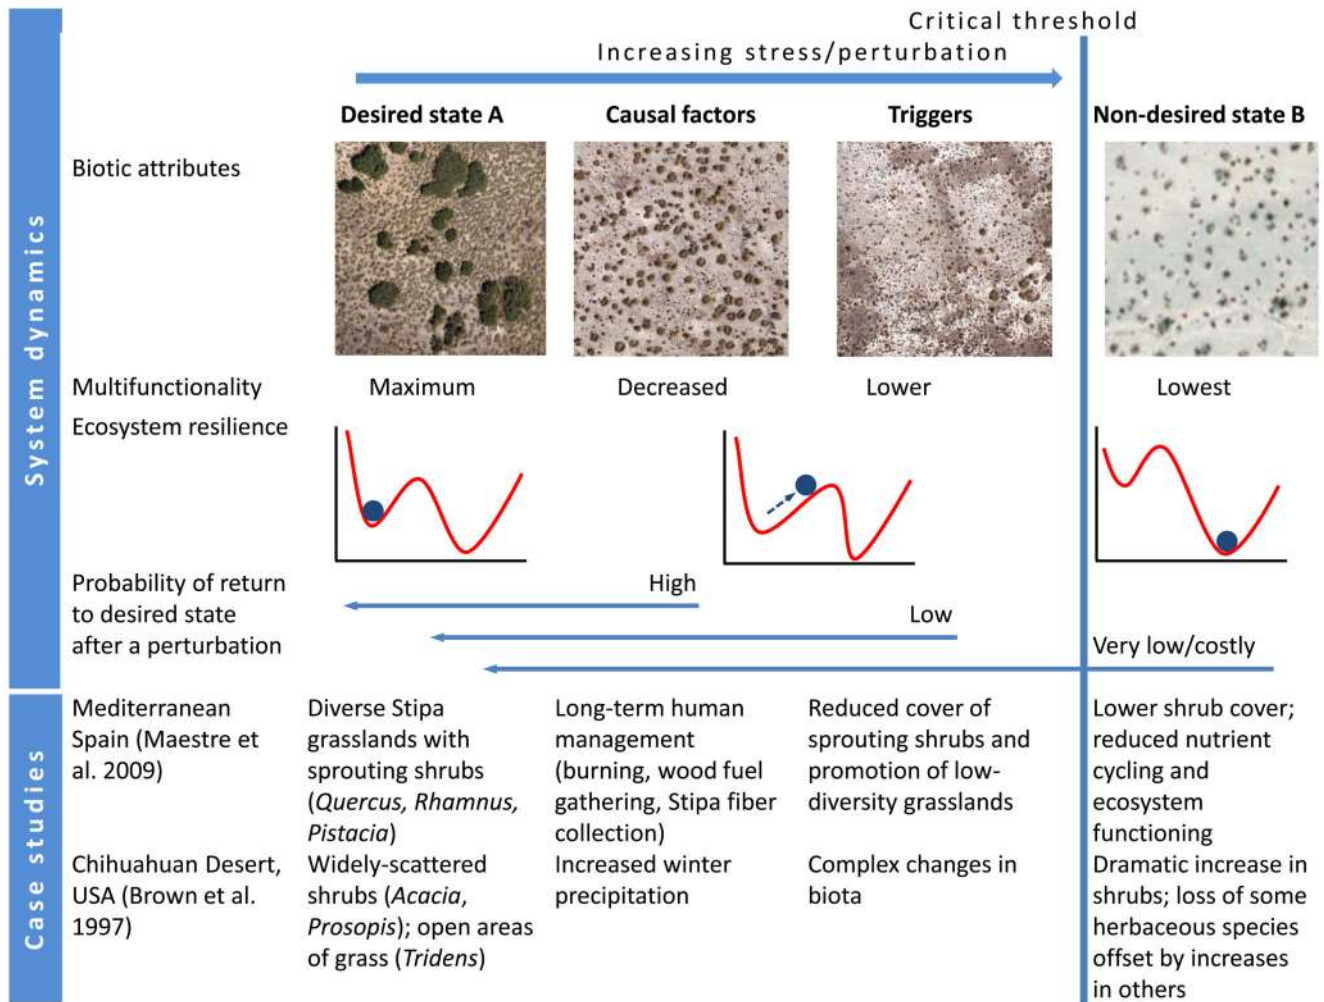 Critical threshold
Increasing stress/perturbation
Desired state A
Causal factors
Triggers
Non-desired state B
System dynamics
Biotic attributes
Multifunctionality
Maximum
Decreased
Lower
Lowest
Ecosystem resilience
Probability of return
to desired state
after a perturbation
High
Low
Very low/costly
Case studies
Mediterranean
Spain (Maestre et
al. 2009)
Diverse Stipa
grasslands with
sprouting shrubs
(Quercus, Rhamnus,
Pistacia)
Long-term human
management
(burning, wood fuel
gathering, Stipa fiber
collection)
Reduced cover of
sprouting shrubs and
promotion of low-
diversity grasslands
Lower shrub cover;
reduced nutrient
cycling and
ecosystem
functioning
Chihuahuan Desert,
USA (Brown et al.
1997)
Widely-scattered
shrubs (Acacia,
Prosopis); open areas
of grass (Tridens)
Increased winter
precipitation
Complex changes in
biota
Dramatic increase in
shrubs; loss of some
herbaceous species
offset by increases
in others